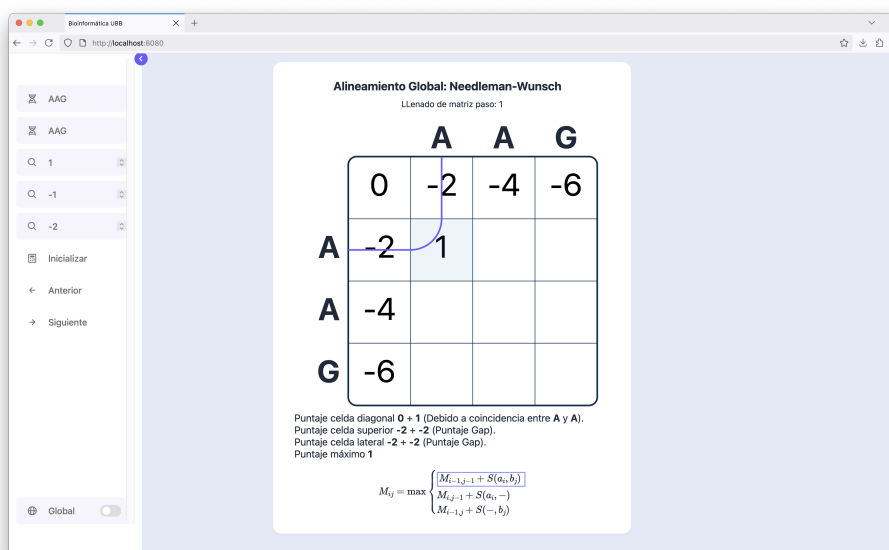 Bioinformática UBB
http://localhost:8080
AAG
AAG
1
-1
-2
Inicializar
Anterior
Siguiente
Global
Alineamiento Global: Needleman-Wunsch
LLenado de matriz paso: 1
A A G
0 -2 -4 -6
A -2 1
A -4
G -6
Puntaje celda diagonal 0 + 1 (Debido a coincidencia entre A y A).
Puntaje celda superior -2 + -2 (Puntaje Gap).
Puntaje celda lateral -2 + -2 (Puntaje Gap).
Puntaje máximo 1
M_{ij} = max { M_{i-1,j-1} + S(a_i, b_j)
M_{i,j-1} + S(a_i, -)
M_{i-1,j} + S(-, b_j)